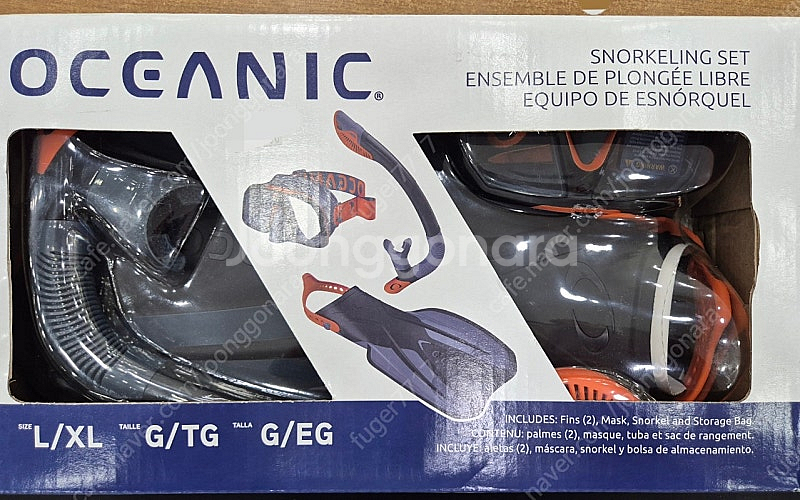 OCEANIC®
SNORKELING SET
ENSEMBLE DE PLONGÉE LIBRE
EQUIPO DE ESNÓRQUEL
OCEANIC
WARNING
joonggonara
SIZE L/XL TAILLE G/TG TALLA G/EG
INCLUDES: Fins (2), Mask, Snorkel and Storage Bag.
CONTENU: palmes (2), masque, tuba et sac de rangement.
INCLUYE: aletas (2), máscara, snorkel y bolsa de almacenamiento.